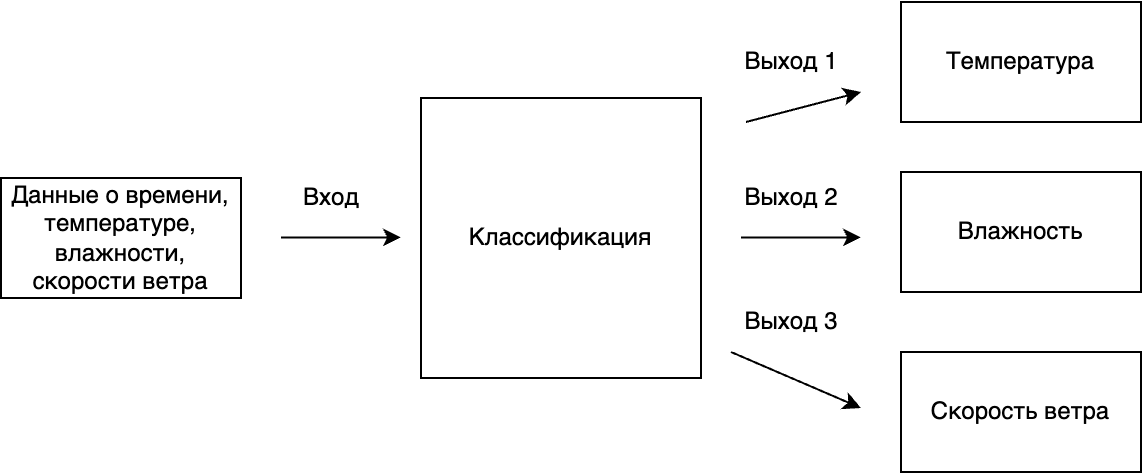 Данные о времени,
температуре,
влажности,
скорости ветра
Вход
Классификация
Выход 1
Температура
Выход 2
Влажность
Выход 3
Скорость ветра